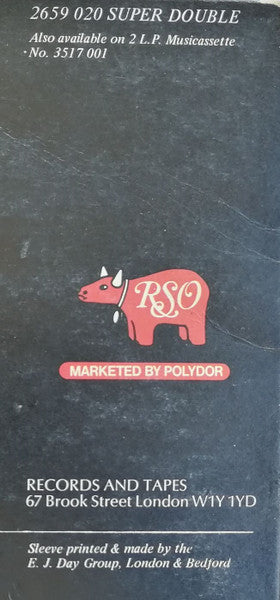 2659 020 SUPER DOUBLE
Also available on 2 L.P. Musicassette
No. 3517 001
RSO
MARKETED BY POLYDOR
RECORDS AND TAPES
67 Brook Street London W1Y 1YD
Sleeve printed & made by the
E. J. Day Group, London & Bedford